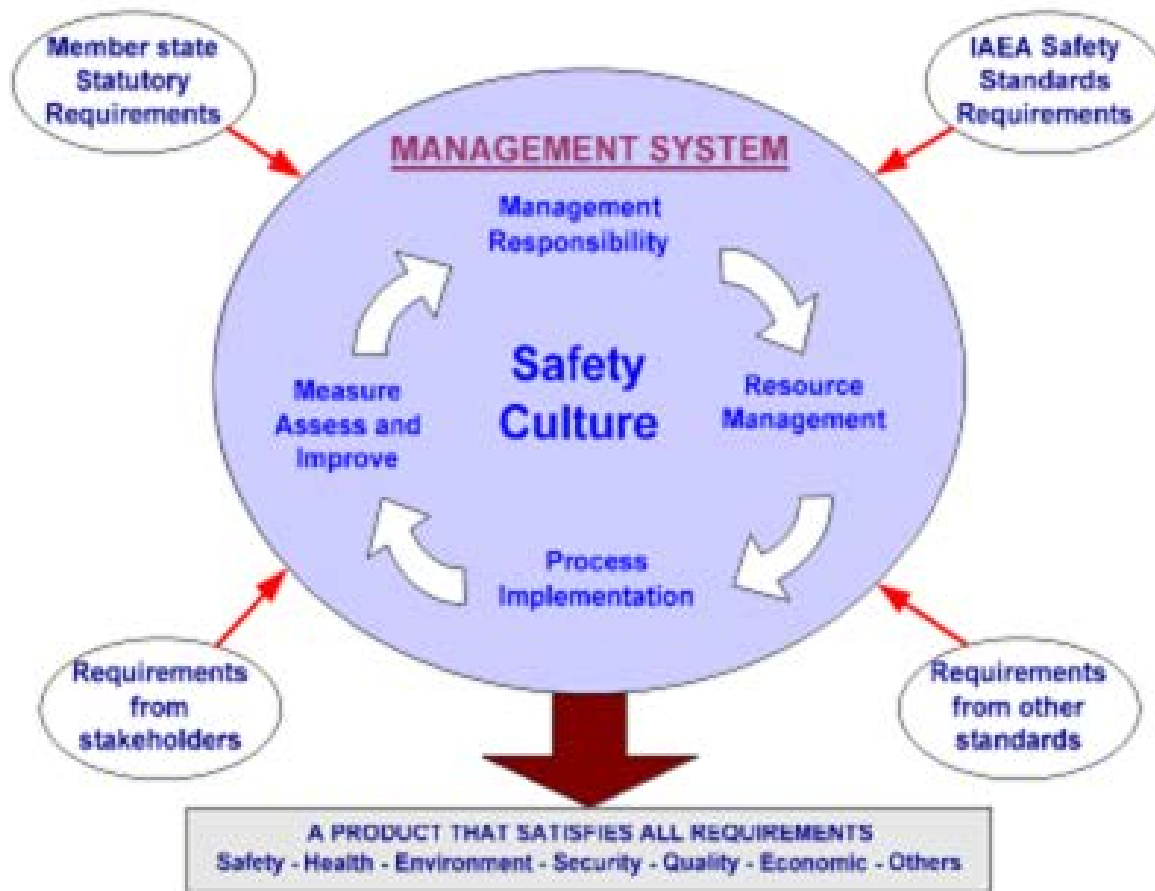 Member state
Statutory
Requirements
IAEA Safety
Standards
Requirements
MANAGEMENT SYSTEM
Management
Responsibility
Safety
Culture
Measure
Assess and
Improve
Resource
Management
Process
Implementation
Requirements
from
stakeholders
Requirements
from other
standards
A PRODUCT THAT SATISFIES ALL REQUIREMENTS
Safety - Health - Environment - Security - Quality - Economic - Others